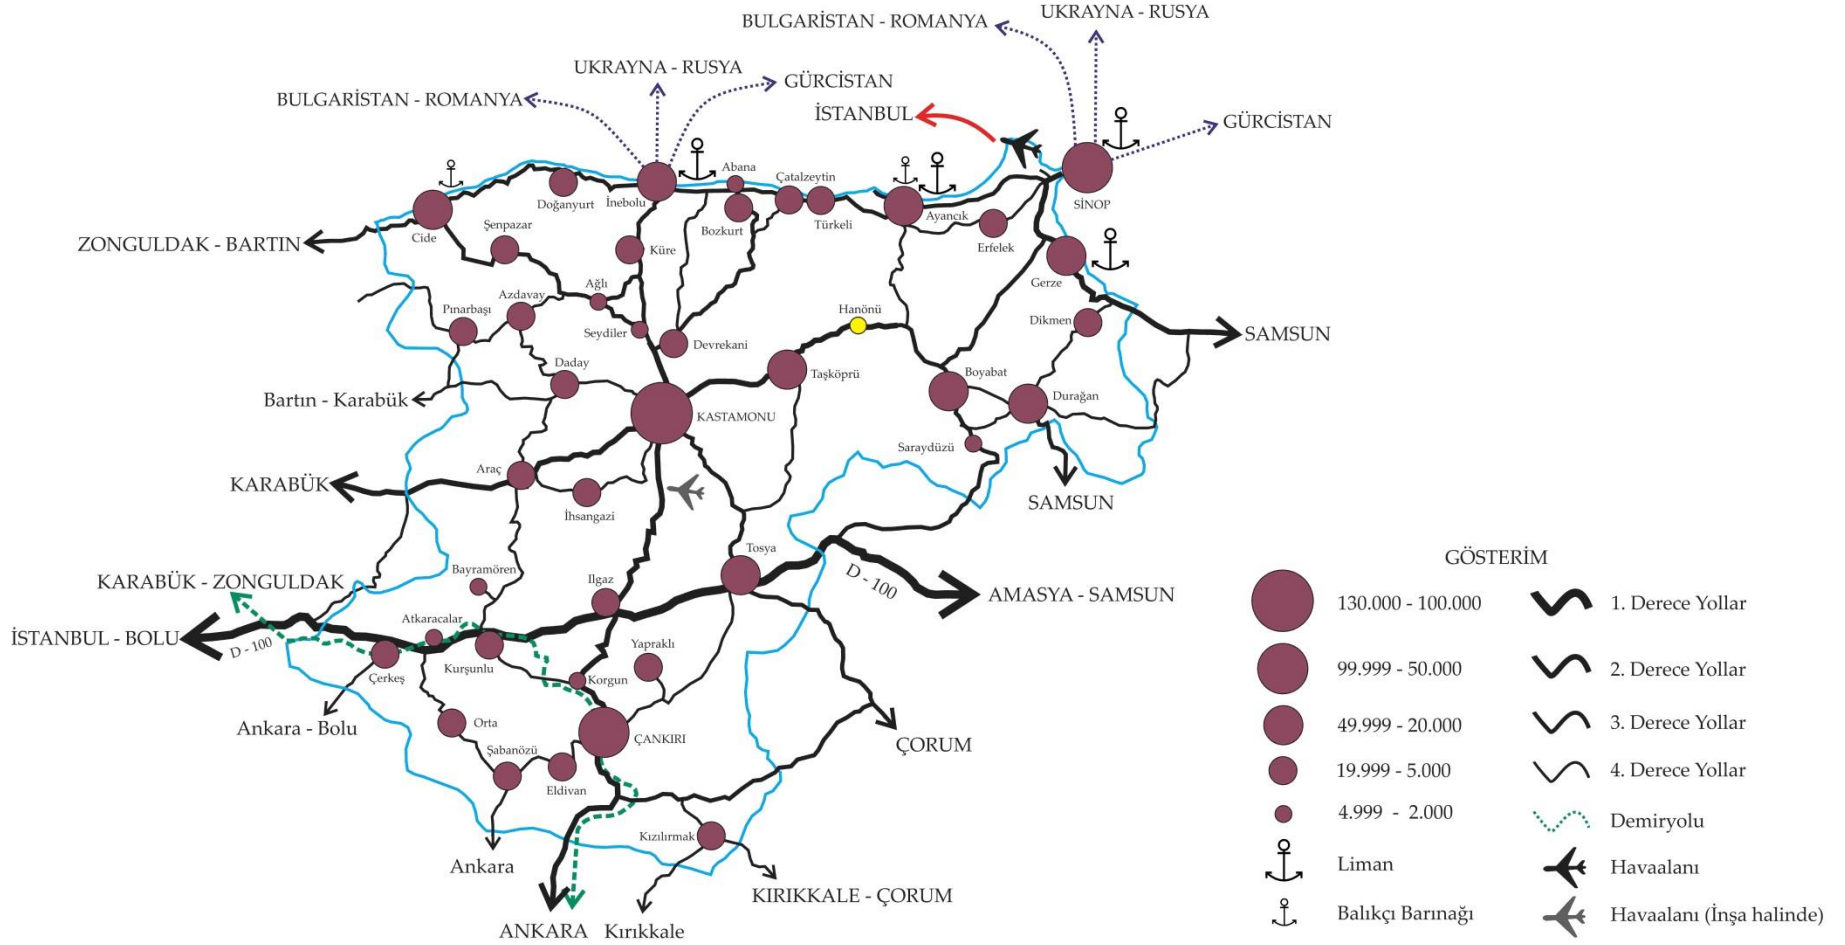 UKRAYNA - RUSYA
BULGARİSTAN - ROMANYA
UKRAYNA - RUSYA
GÜRCİSTAN
BULGARİSTAN - ROMANYA
İSTANBUL
GÜRCİSTAN
Abana
Çatalzeytin
Doğanyurt
İnebolu
SİNOP
Cide
Şenpazar
Bozkurt
Türkeli
Ayancık
Erfelek
ZONGULDAK - BARTIN
Küre
Gerze
Ağlı
Azdavay
Pınarbaşı
Hanönü
Dikmen
Seydiler
Devrekani
SAMSUN
Daday
Taşköprü
Boyabat
Durağan
Bartın - Karabük
KASTAMONU
Saraydüzü
Araç
KARABÜK
İhsangazi
SAMSUN
Tosya
GÖSTERİM
Bayramören
Ilgaz
D - 100
KARABÜK - ZONGULDAK
AMASYA - SAMSUN
130.000 - 100.000
1. Derece Yollar
Atkaracalar
İSTANBUL - BOLU
D - 100
Yapraklı
Kurşunlu
Çerkeş
Korgun
99.999 - 50.000
2. Derece Yollar
Ankara - Bolu
Orta
ÇANKIRI
ÇORUM
49.999 - 20.000
3. Derece Yollar
Şabanözü
Eldivan
19.999 - 5.000
4. Derece Yollar
4.999 - 2.000
Demiryolu
Kızılırmak
Ankara
Liman
Havaalanı
KIRIKKALE - ÇORUM
Balıkçı Barınağı
Havaalanı (İnşa halinde)
ANKARA
Kırıkkale